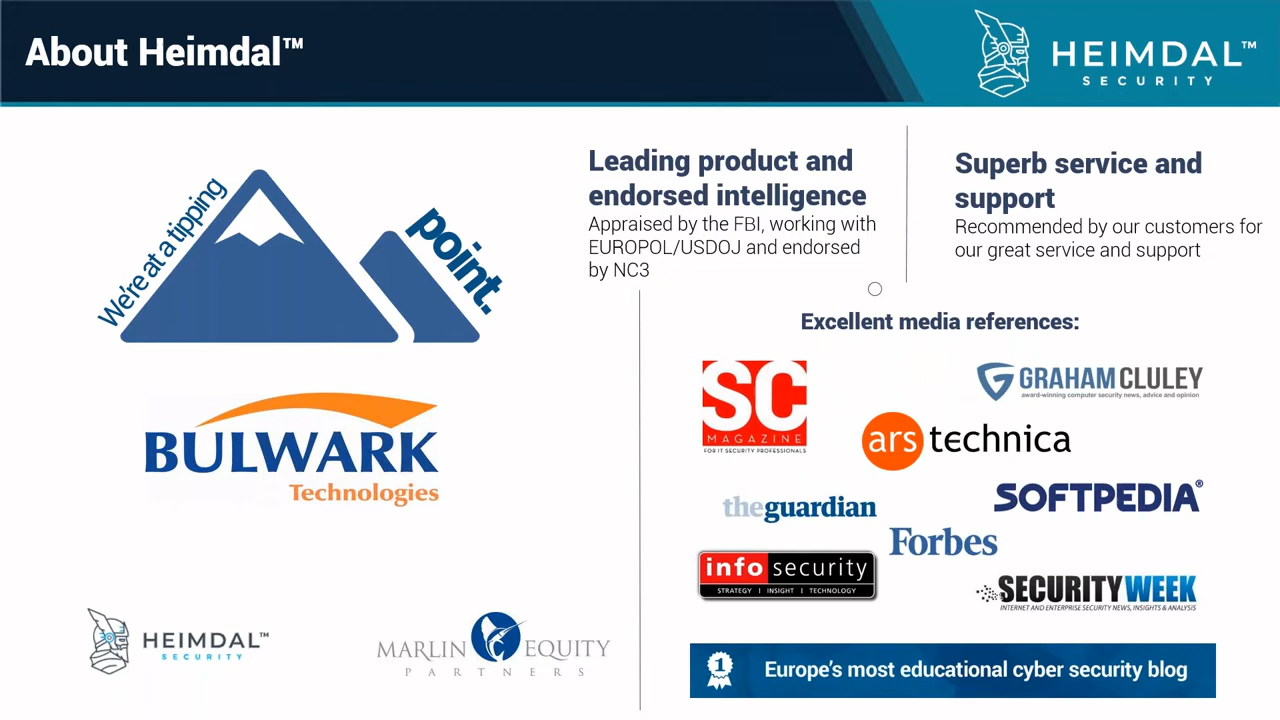 About Heimdal™
HEIMDAL™
SECURITY
We're at a tipping
point.
BULWARK
Technologies
HEIMDAL™
SECURITY
MARLIN EQUITY
PARTNERS
Leading product and
endorsed intelligence
Appraised by the FBI, working with
EUROPOL/USDOJ and endorsed
by NC3
Superb service and
support
Recommended by our customers for
our great service and support
Excellent media references:
SC
MAGAZINE
FOR IT SECURITY PROFESSIONALS
GRAHAM CLULEY
award-winning computer security news, advice and opinion
ars technica
theguardian
SOFTPEDIA®
Forbes
info security
STRATEGY | INSIGHT | TECHNOLOGY
SECURITYWEEK
INTERNET AND ENTERPRISE SECURITY NEWS, INSIGHTS & ANALYSIS
1
Europe's most educational cyber security blog